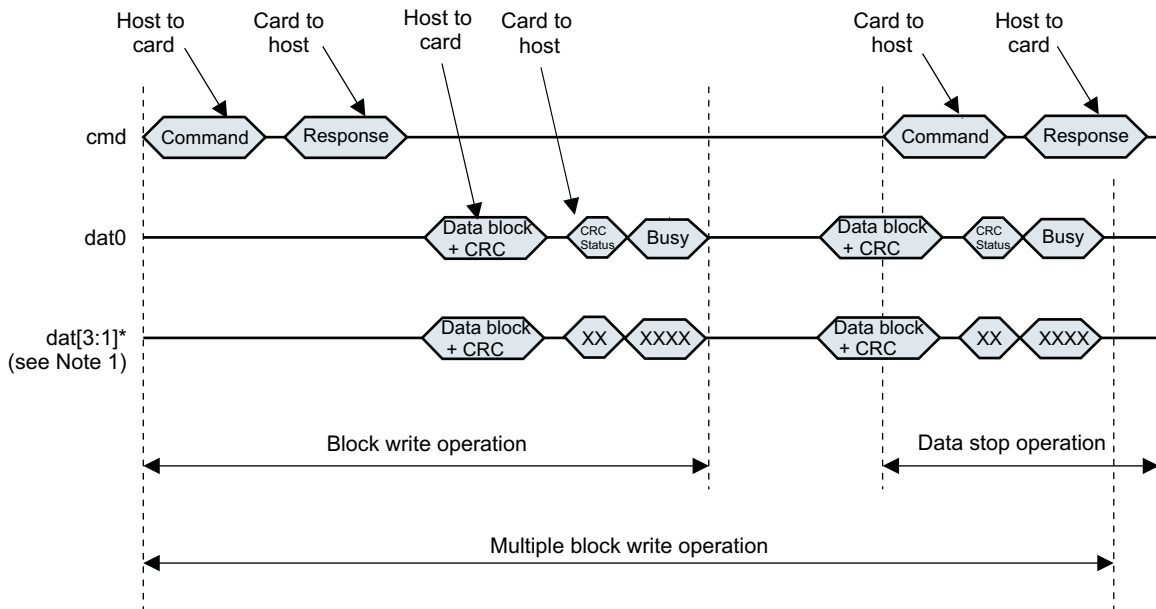 Host to
card
Card to
host
Host to
card
Card to
host
Card to
host
Host to
card
cmd
Command
Response
Command
Response
dat0
Data block
+ CRC
CRC
Status
Busy
Data block
+ CRC
CRC
Status
Busy
dat[3:1]*
(see Note 1)
Data block
+ CRC
XX
XXXX
Data block
+ CRC
XX
XXXX
Block write operation
Data stop operation
Multiple block write operation